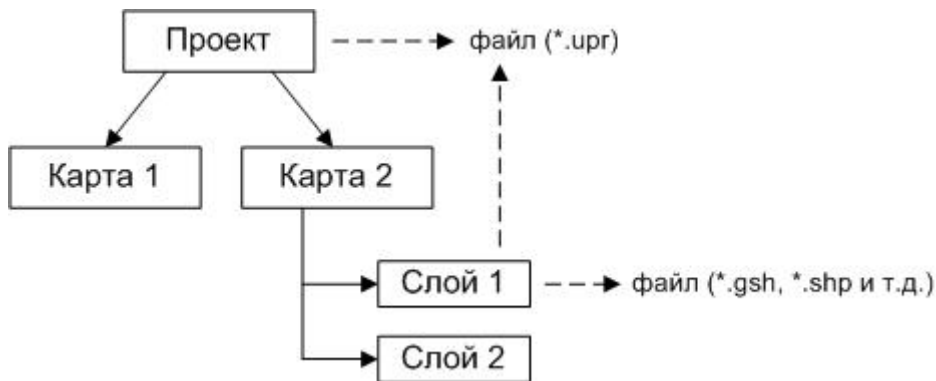 Проект
файл (*.upr)
Карта 1
Карта 2
Слой 1
файл (*.gsh, *.shp и т.д.)
Слой 2